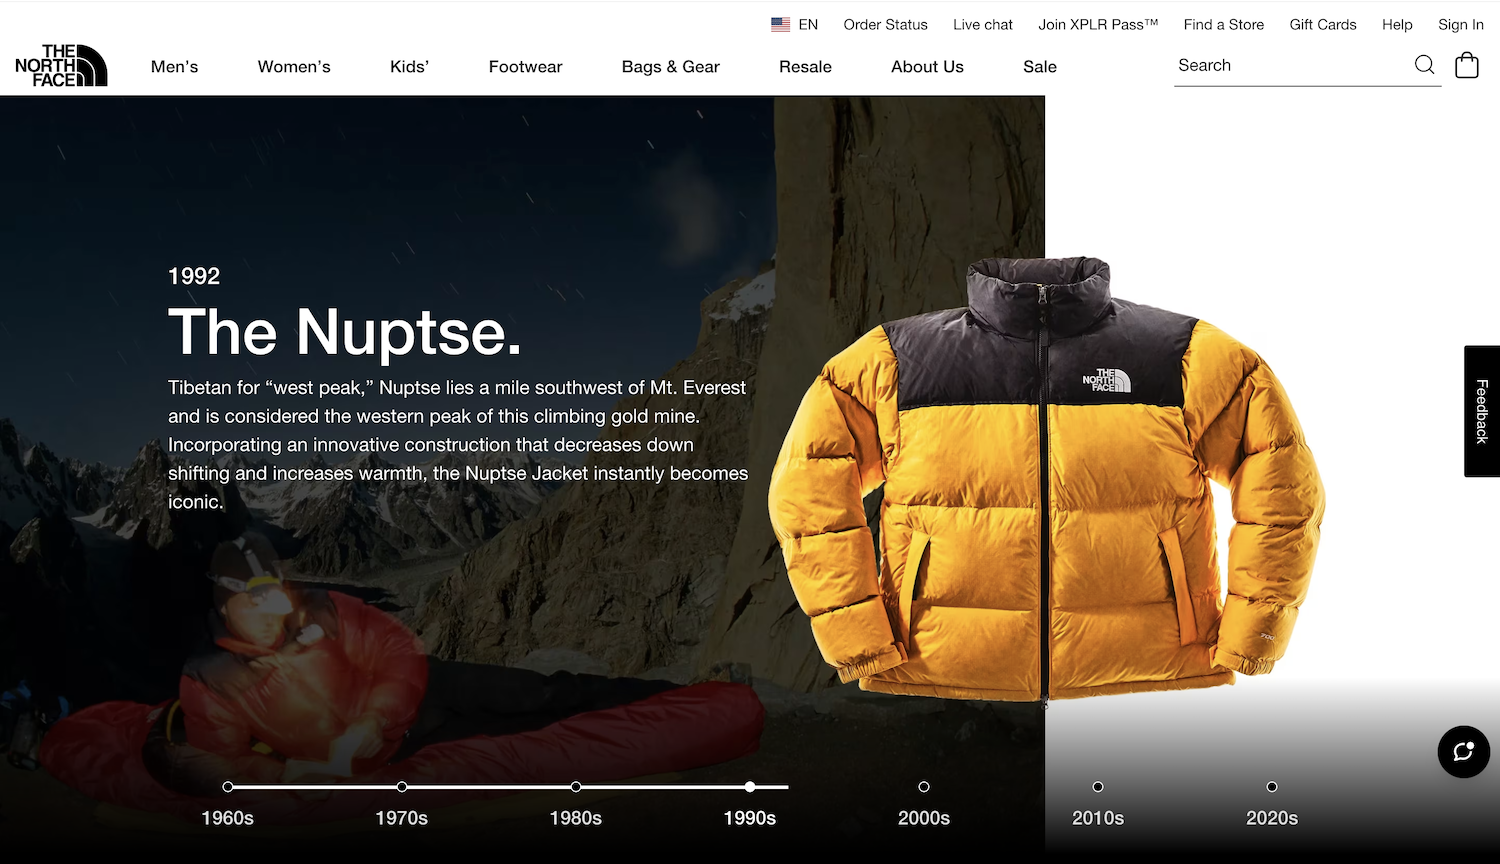 EN Order Status Live chat Join XPLR Pass™ Find a Store Gift Cards Help Sign In
THE
NORTH
FACE
Men's Women's Kids' Footwear Bags & Gear Resale About Us Sale Search
1992
The Nuptse.
Tibetan for “west peak,” Nuptse lies a mile southwest of Mt. Everest
and is considered the western peak of this climbing gold mine.
Incorporating an innovative construction that decreases down
shifting and increases warmth, the Nuptse Jacket instantly becomes
iconic.
THE
NORTH
FACE
700
Feedback
1960s 1970s 1980s 1990s 2000s 2010s 2020s